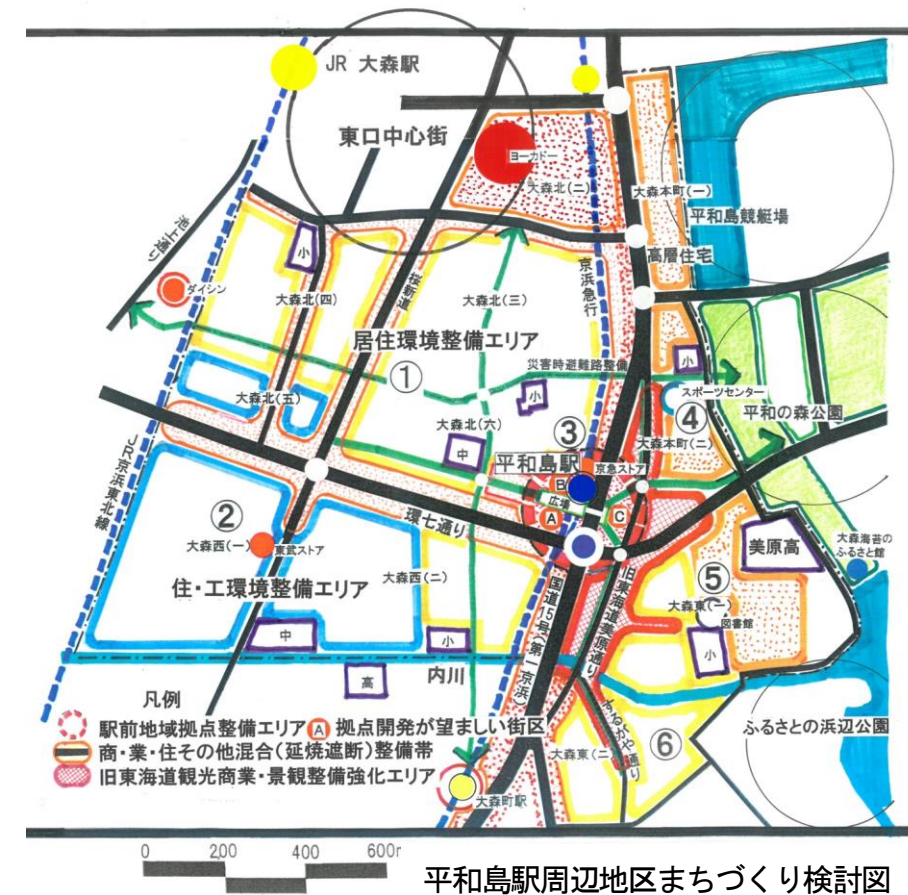 JR 大森駅
東口中心街
ヨーカドー
大森北(二)
大森本町(一)
平和島競艇場
池上通り
小
高層住宅
ダイシン
大森北(四)
桜新道
大森北(三)
京浜急行
居住環境整備エリア
①
災害時避難路整備
小
スポーツセンター
大森北(五)
小
④
平和の森公園
大森北(六)
③
大森本町(二)
中
平和島駅
京急ストア
B
広場
A
C
JR京浜東北線
②
環七通り
美原高
大森海苔の
ふるさと館
大森西(一)
東武ストア
⑤
住・工環境整備エリア
大森西(二)
国道15号(第一京浜)
旧東海道美原通り
大森東(一)
図書館
中
小
小
高
内川
凡例
駅前地域拠点整備エリア A 拠点開発が望ましい街区
商・業・住その他混合(延焼遮断)整備帯
旧東海道観光商業・景観整備強化エリア
するがや通り
ふるさとの浜辺公園
大森東(二)
⑥
大森町駅
0 200 400 600r
平和島駅周辺地区まちづくり検討図